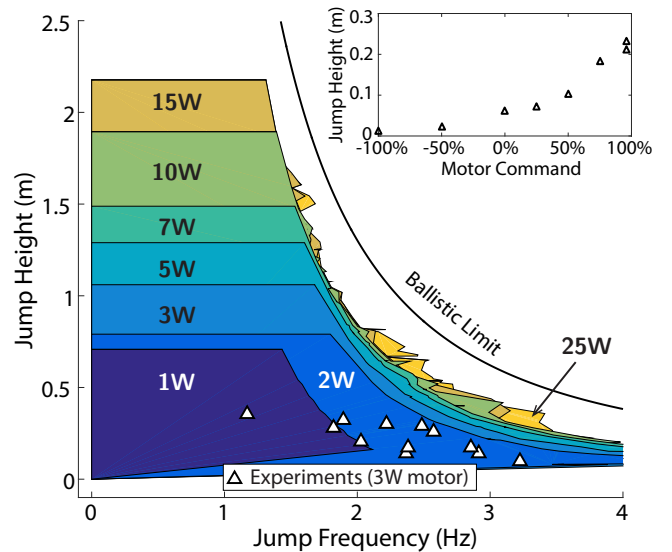 2.5
2
1.5
1
0.5
0
Jump Height (m)
0
1
2
3
4
Jump Frequency (Hz)
15W
10W
7W
5W
3W
1W
2W
25W
Ballistic Limit
Experiments (3W motor)
0.3
0.2
0.1
0
Jump Height (m)
-100%
-50%
0%
50%
100%
Motor Command